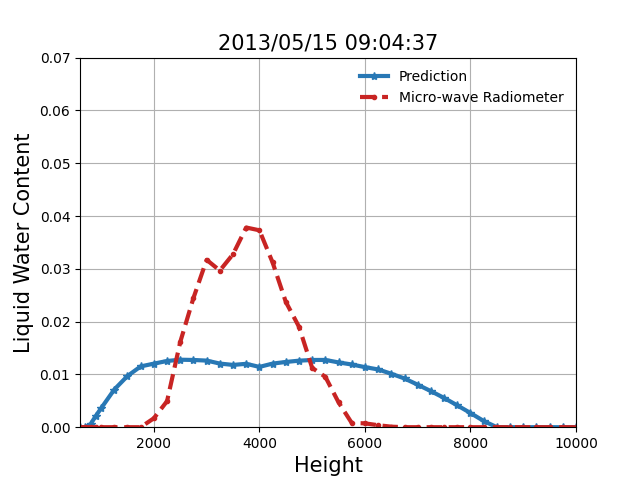 2013/05/15 09:04:37
0.07
0.06
0.05
0.04
0.03
0.02
0.01
0.00
Liquid Water Content
Prediction
Micro-wave Radiometer
2000 4000 6000 8000 10000
Height